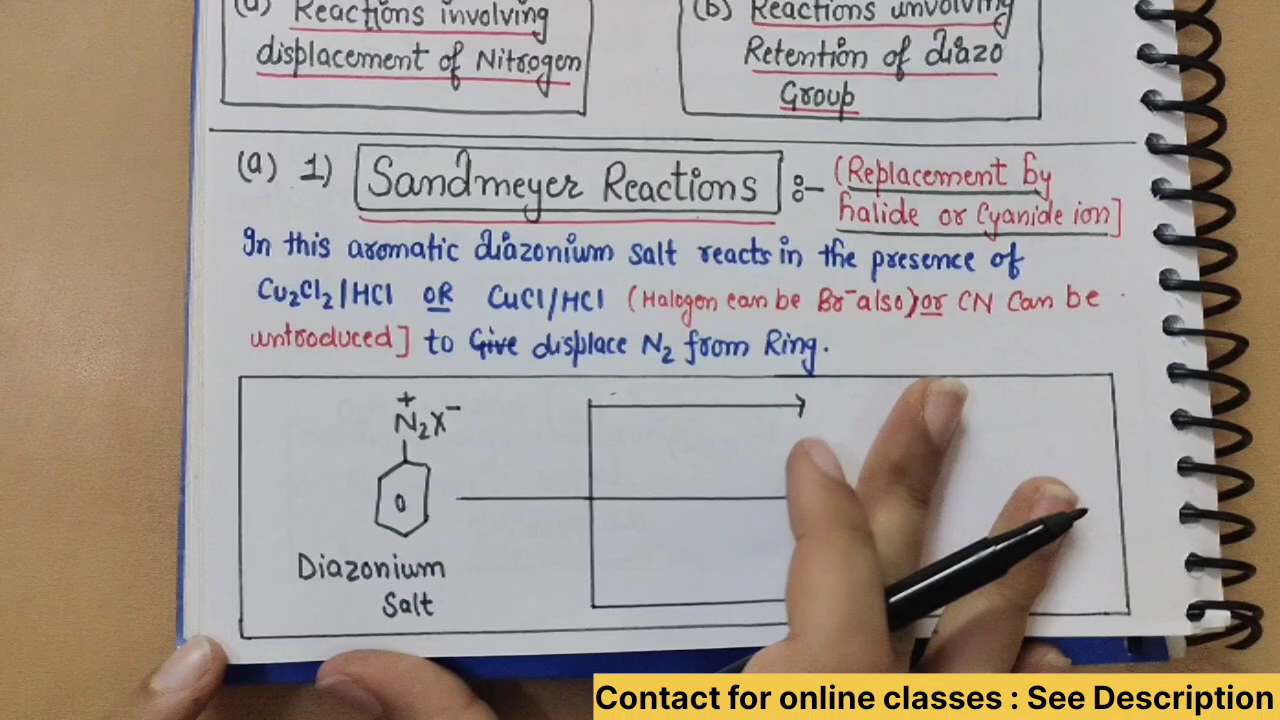 (a) Reactions involving
displacement of Nitrogen
(b) Reactions unvolving
Retention of diazo
Group
(a) 1) Sandmeyer Reactions :- (Replacement by
halide or Cyanide ion]
In this aromatic diazonium salt reacts in the presence of
Cu₂Cl₂/HCl OR CuCl/HCl (Halogen can be Br⁻ also) or CN Can be
untroduced] to Give displace N₂ from Ring.
N₂⁺X⁻
Diazonium
Salt
Contact for online classes : See Description